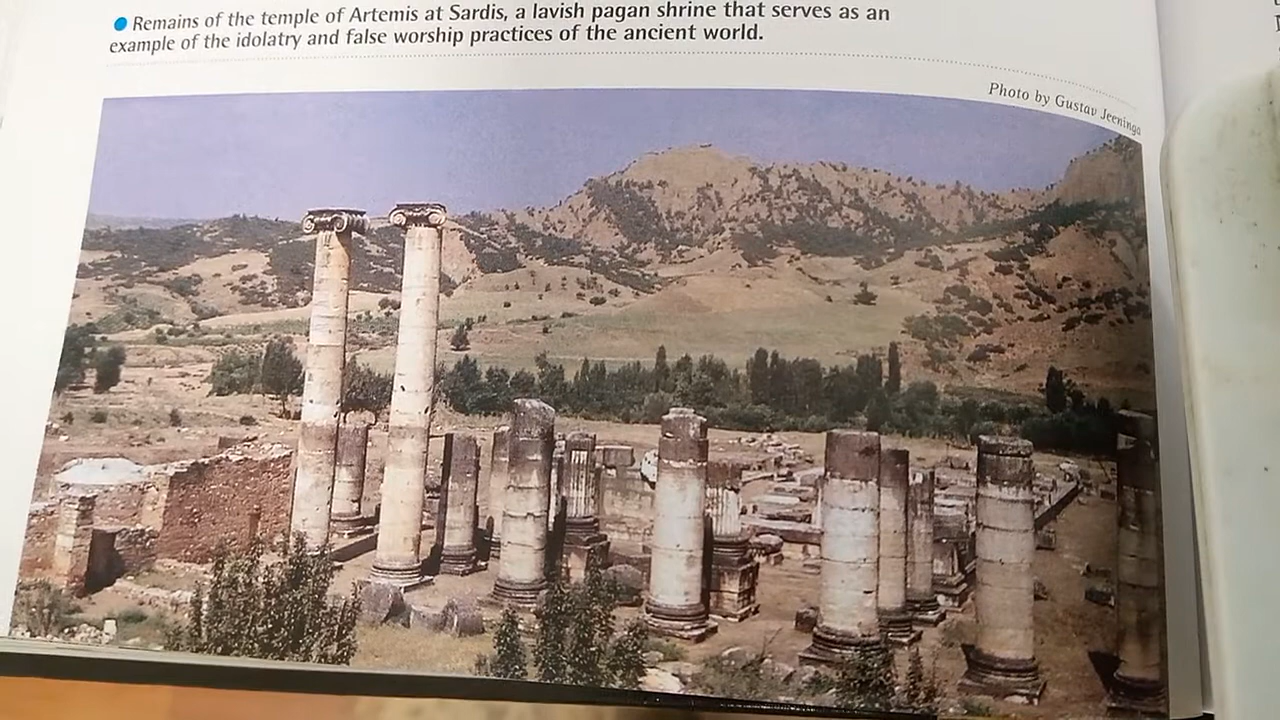 ● Remains of the temple of Artemis at Sardis, a lavish pagan shrine that serves as an
example of the idolatry and false worship practices of the ancient world.
Photo by Gustav Jeeninga